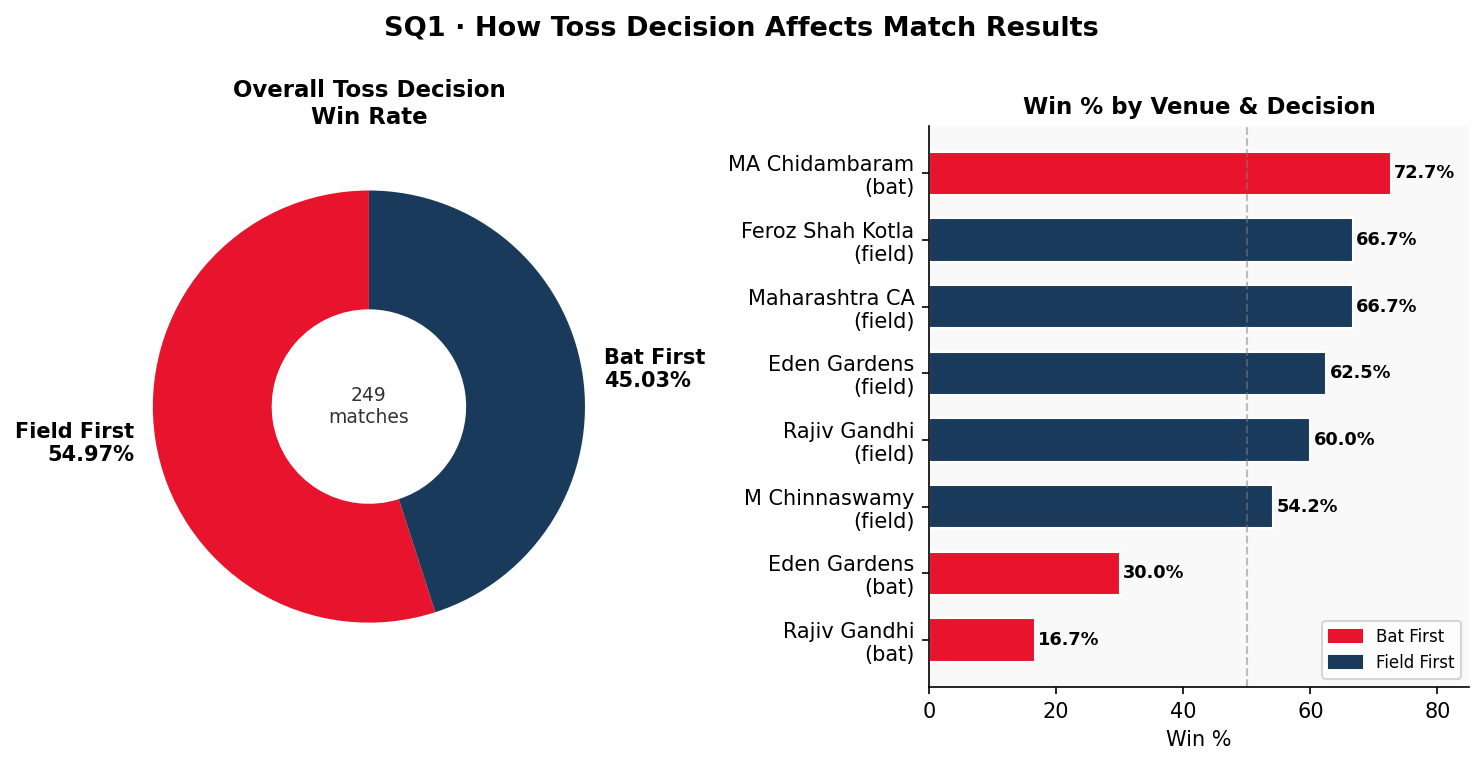 SQ1 · How Toss Decision Affects Match Results
Overall Toss Decision
Win Rate
Bat First
45.03%
249
matches
Field First
54.97%
Win % by Venue & Decision
MA Chidambaram
(bat)
72.7%
Feroz Shah Kotla
(field)
66.7%
Maharashtra CA
(field)
66.7%
Eden Gardens
(field)
62.5%
Rajiv Gandhi
(field)
60.0%
M Chinnaswamy
(field)
54.2%
Eden Gardens
(bat)
30.0%
Rajiv Gandhi
(bat)
16.7%
Bat First
Field First
0 20 40 60 80
Win %